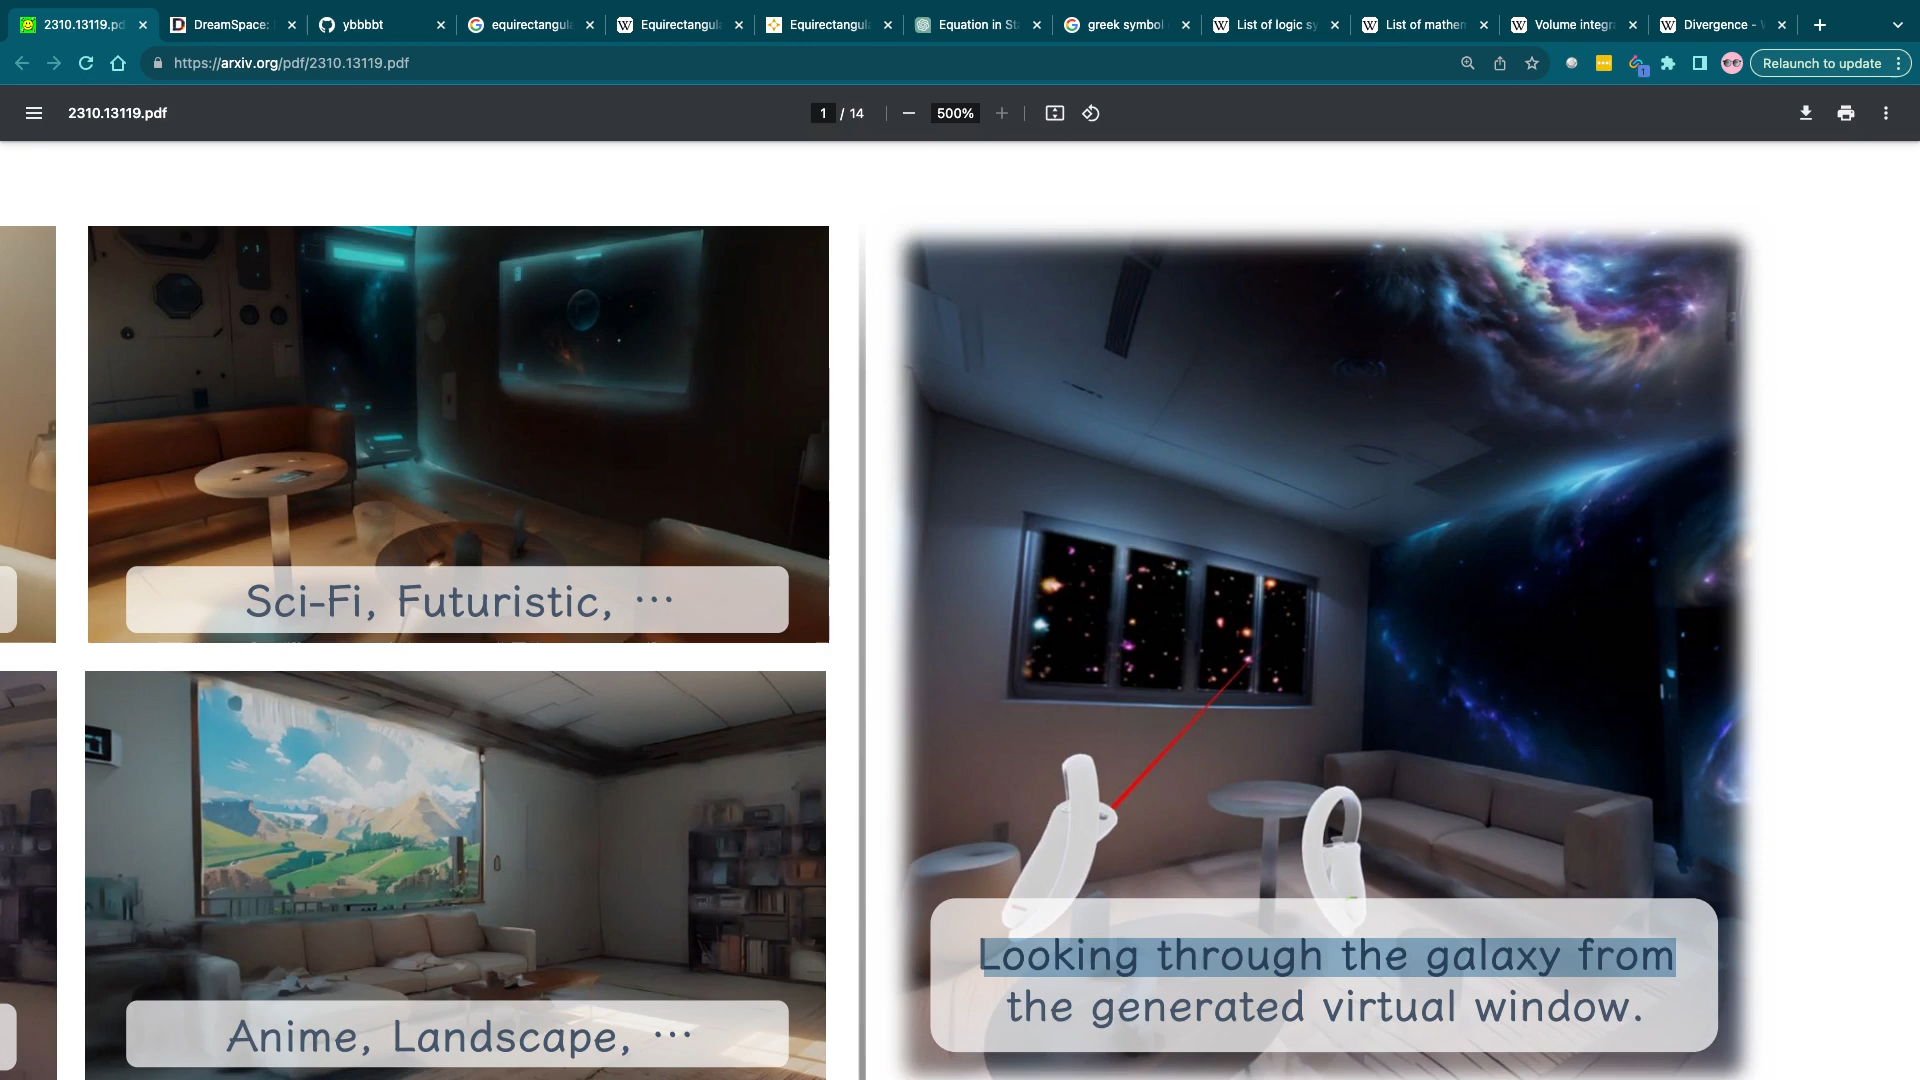 2310.13119.pd
DreamSpace:
ybbbbt
equirectangul
Equirectangul
Equirectangul
Equation in St
greek symbol
List of logic sy
List of mathem
Volume integr
Divergence -
https://arxiv.org/pdf/2310.13119.pdf
1
Relaunch to update
2310.13119.pdf
1 / 14
500%
Sci-Fi, Futuristic, ···
Anime, Landscape, ···
Looking through the galaxy from
the generated virtual window.